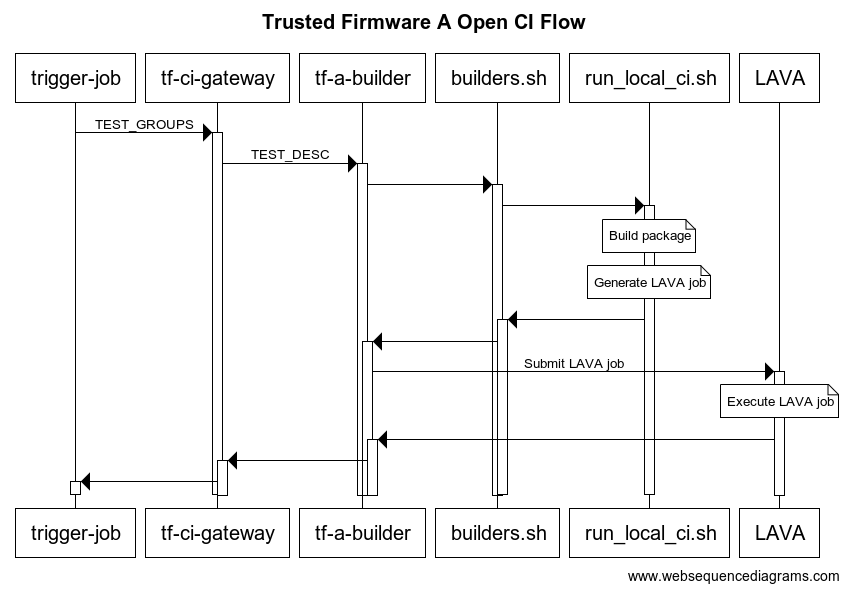 Trusted Firmware A Open CI Flow
trigger-job
tf-ci-gateway
tf-a-builder
builders.sh
run_local_ci.sh
LAVA
TEST_GROUPS
TEST_DESC
Build package
Generate LAVA job
Submit LAVA job
Execute LAVA job
trigger-job
tf-ci-gateway
tf-a-builder
builders.sh
run_local_ci.sh
LAVA
www.websequencediagrams.com